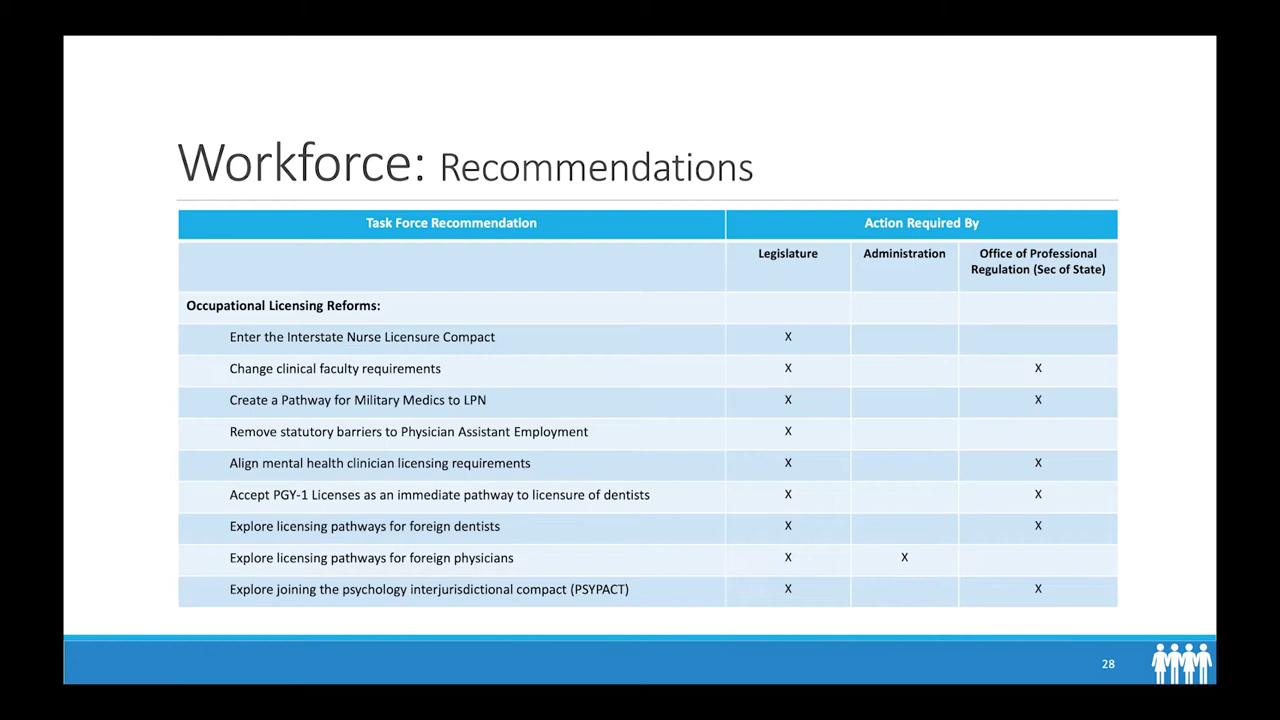 Workforce: Recommendations
Task Force Recommendation Action Required By
Legislature Administration Office of Professional
Regulation (Sec of State)
Occupational Licensing Reforms:
Enter the Interstate Nurse Licensure Compact X
Change clinical faculty requirements X X
Create a Pathway for Military Medics to LPN X X
Remove statutory barriers to Physician Assistant Employment X
Align mental health clinician licensing requirements X X
Accept PGY-1 Licenses as an immediate pathway to licensure of dentists X X
Explore licensing pathways for foreign dentists X X
Explore licensing pathways for foreign physicians X X
Explore joining the psychology interjurisdictional compact (PSYPACT) X X
28